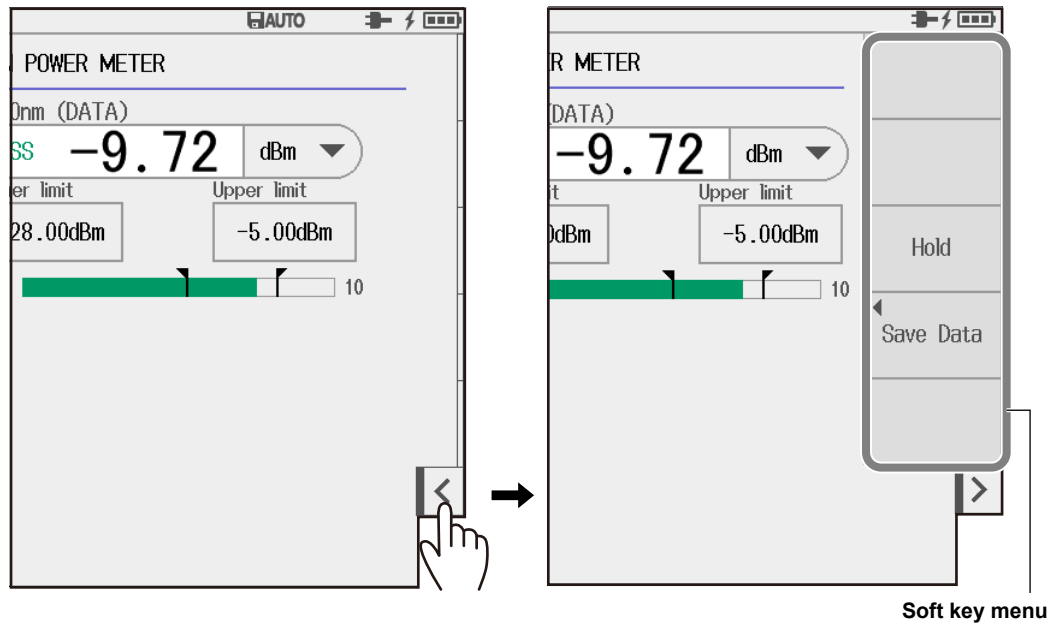 AUTO
POWER METER
0nm (DATA)
SS -9.72 dBm
er limit Upper limit
28.00dBm -5.00dBm
10
R METER
(DATA)
-9.72 dBm
it Upper limit
0dBm -5.00dBm
10
Hold
Save Data
Soft key menu